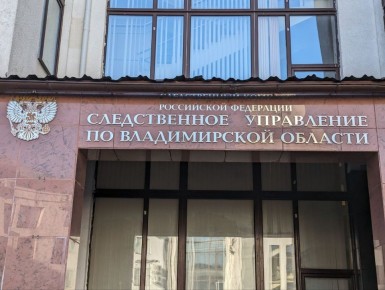 РОССИЙСКОЙ ФЕДЕРАЦИИ
СЛЕДСТВЕННОЕ УПРАВЛЕНИЕ
ПО ВЛАДИМИРСКОЙ ОБЛАСТИ